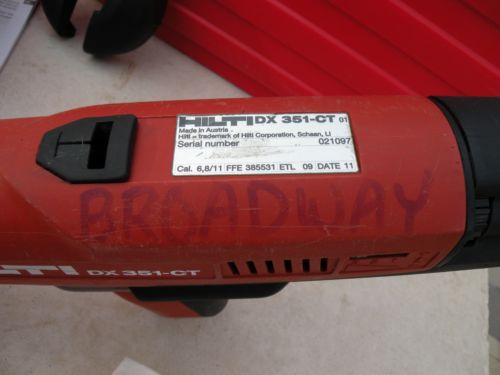 HILTI DX 351-CT 01
Made in Austria
Hilti = trademark of Hilti Corporation, Schaan, LI
Serial number 021097
Cal. 6,8/11 FFE 385531 ETL 09 DATE 11
BROADWAY
HILTI DX 351-CT